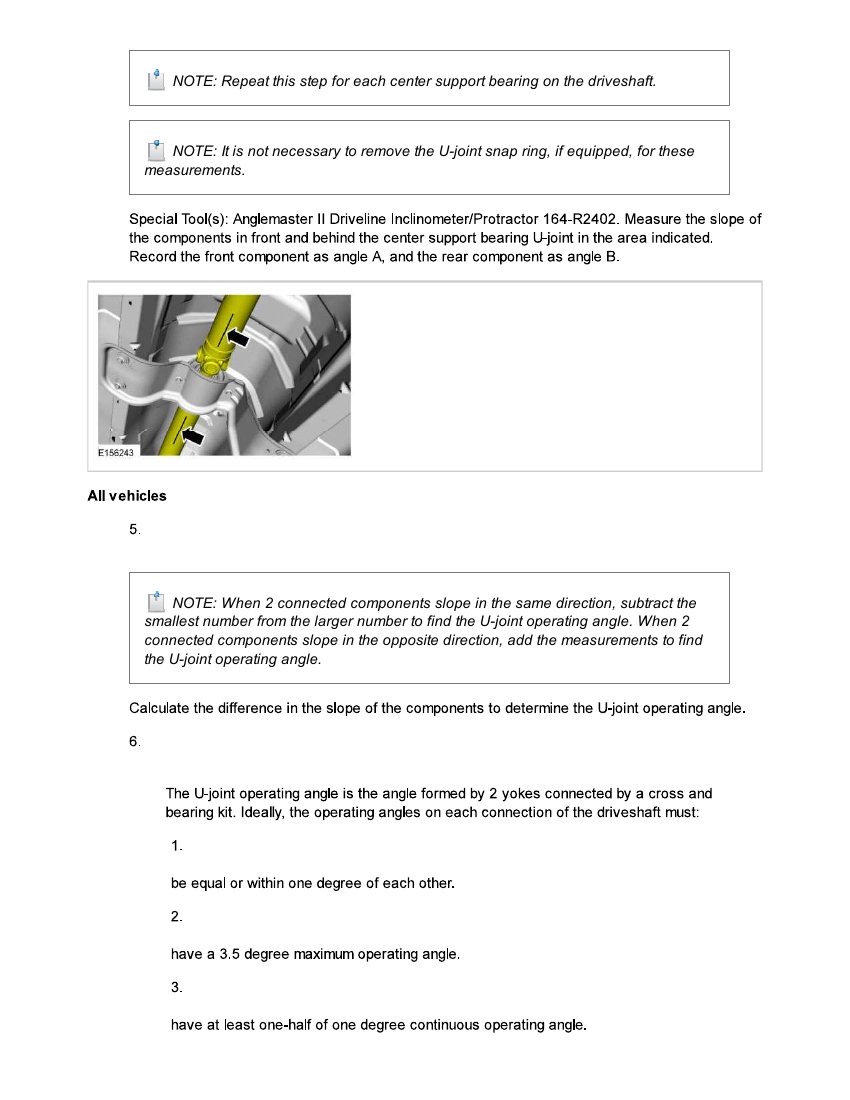 NOTE: Repeat this step for each center support bearing on the driveshaft.
NOTE: It is not necessary to remove the U-joint snap ring, if equipped, for these
measurements.
Special Tool(s): Anglemaster II Driveline Inclinometer/Protractor 164-R2402. Measure the slope of
the components in front and behind the center support bearing U-joint in the area indicated.
Record the front component as angle A, and the rear component as angle B.
E156243
All vehicles
5.
NOTE: When 2 connected components slope in the same direction, subtract the
smallest number from the larger number to find the U-joint operating angle. When 2
connected components slope in the opposite direction, add the measurements to find
the U-joint operating angle.
Calculate the difference in the slope of the components to determine the U-joint operating angle.
6.
The U-joint operating angle is the angle formed by 2 yokes connected by a cross and
bearing kit. Ideally, the operating angles on each connection of the driveshaft must:
1.
be equal or within one degree of each other.
2.
have a 3.5 degree maximum operating angle.
3.
have at least one-half of one degree continuous operating angle.